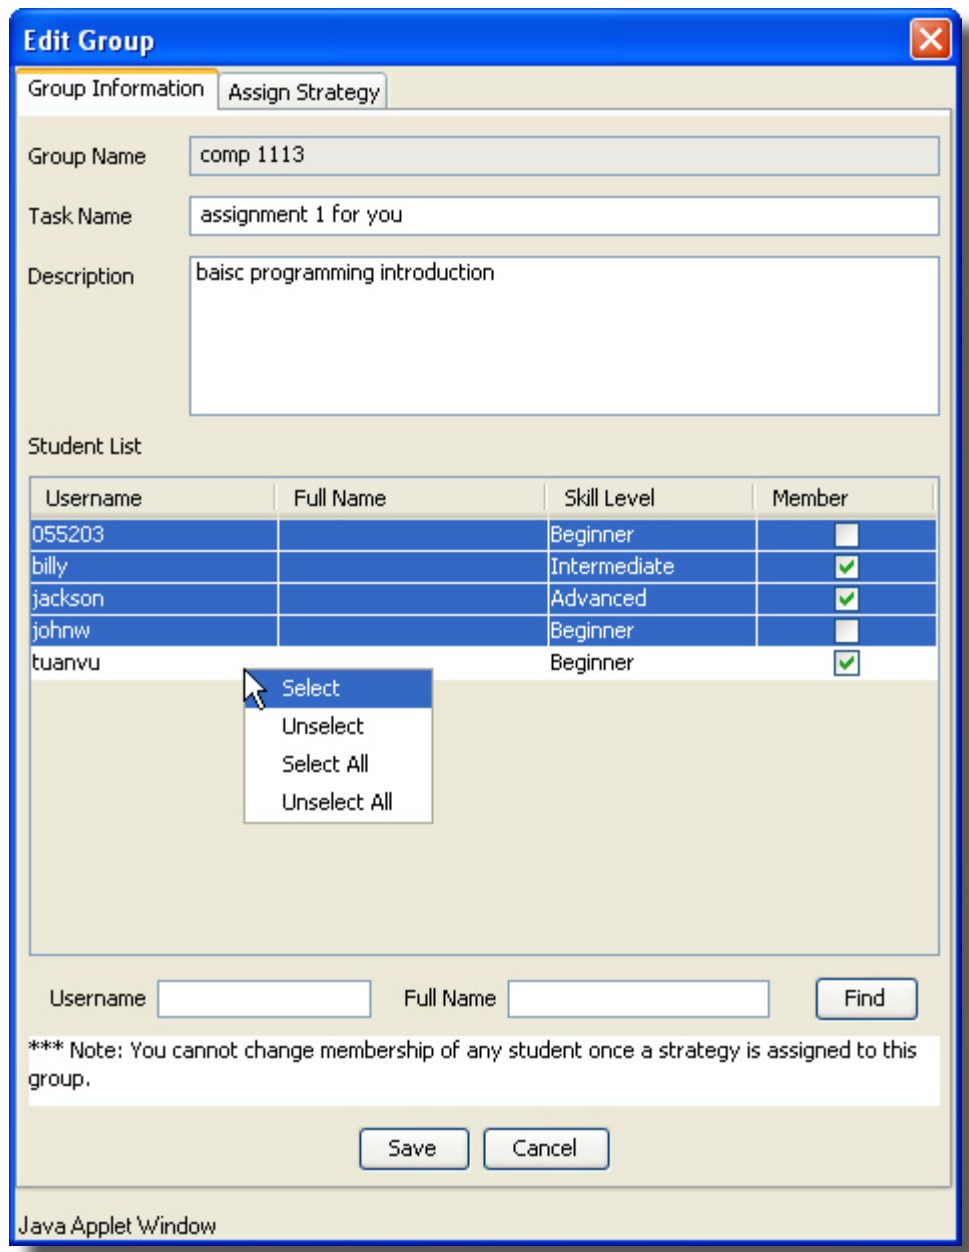 Edit Group
Group Information Assign Strategy
Group Name comp 1113
Task Name assignment 1 for you
Description baisc programming introduction
Student List
Username Full Name Skill Level Member
055203 Beginner
billy Intermediate
jackson Advanced
johnw Beginner
tuanvu Beginner
Select
Unselect
Select All
Unselect All
Username Full Name Find
*** Note: You cannot change membership of any student once a strategy is assigned to this
group.
Save Cancel
Java Applet Window